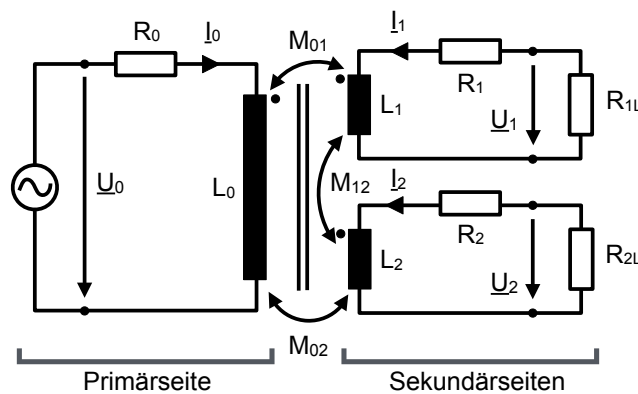 R0
I0
M01
I1
R1
U1
R1L
L1
U0
L0
M12
I2
R2
U2
R2L
L2
M02
Primärseite
Sekundärseiten